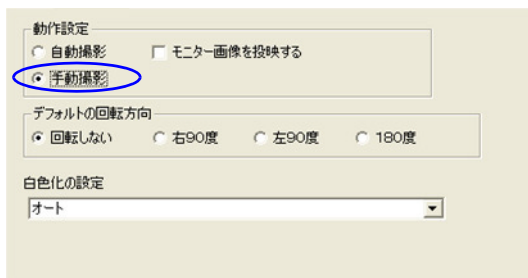 動作設定
自動撮影 モニター画像を投映する
手動撮影
デフォルトの回転方向
回転しない 右90度 左90度 180度
白色化の設定
オート